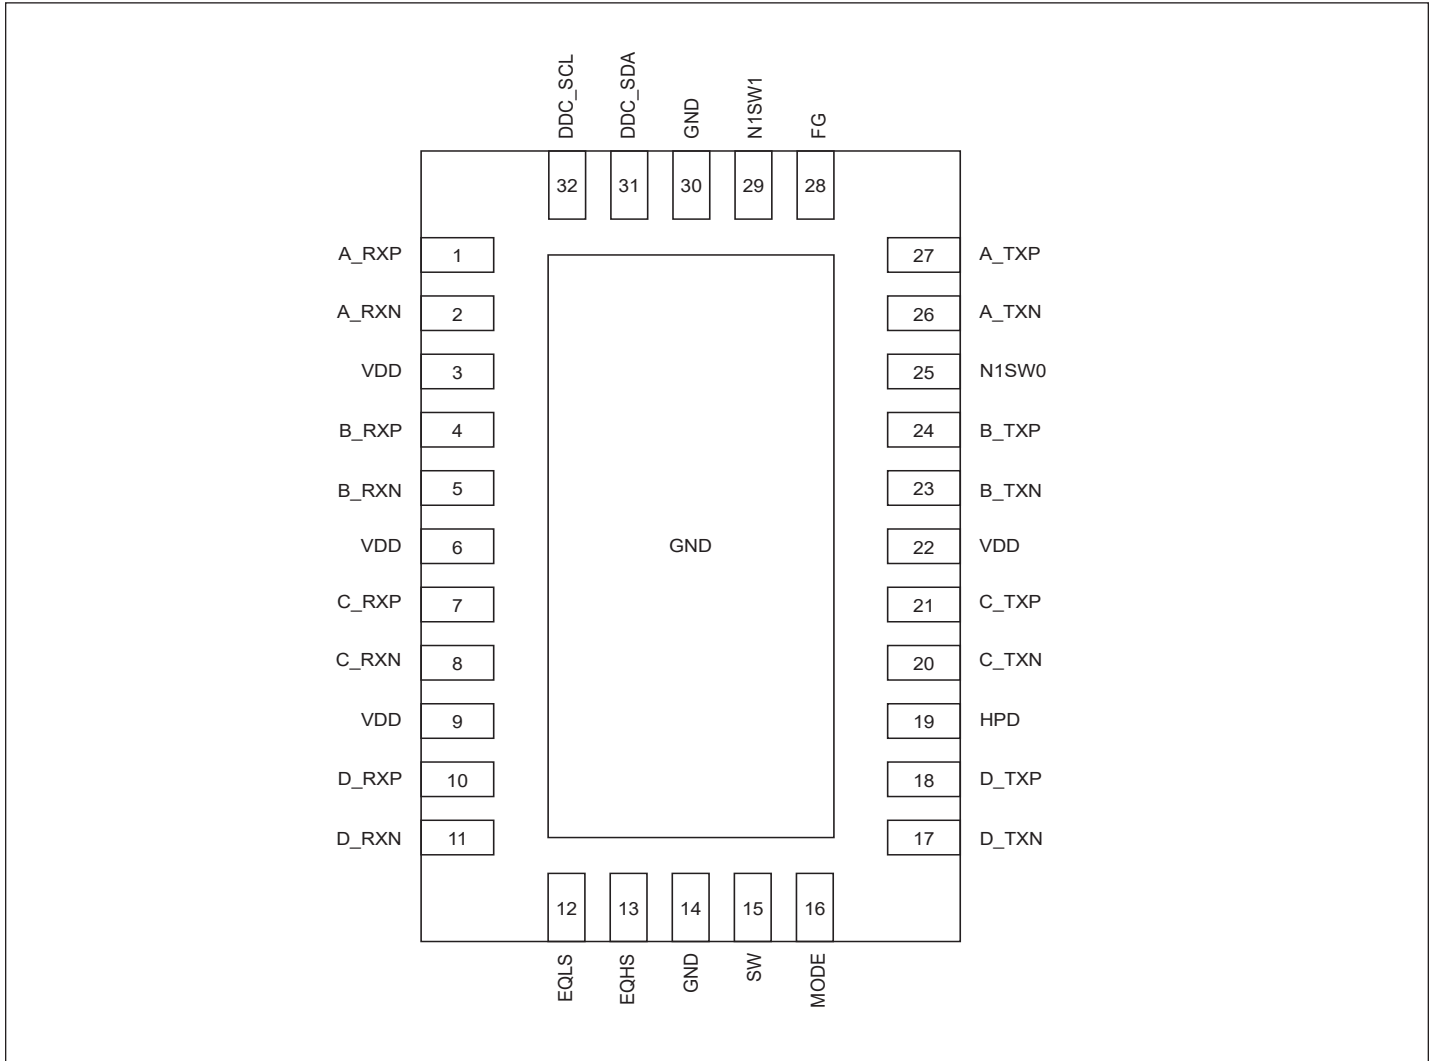 DDC_SCL
DDC_SDA
GND
N1SW1
FG
32
31
30
29
28
A_RXP
1
27
A_TXP
A_RXN
2
26
A_TXN
VDD
3
25
N1SW0
B_RXP
4
24
B_TXP
B_RXN
5
23
B_TXN
VDD
6
GND
22
VDD
C_RXP
7
21
C_TXP
C_RXN
8
20
C_TXN
VDD
9
19
HPD
D_RXP
10
18
D_TXP
D_RXN
11
17
D_TXN
12
13
14
15
16
EQLS
EQHS
GND
SW
MODE